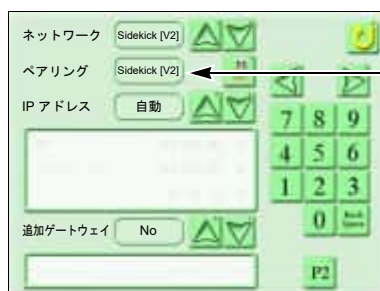 ネットワーク Sidekick [V2]
ペアリング Sidekick [V2]
IP アドレス 自動
7 8 9
4 5 6
1 2 3
0
追加ゲートウェイ No
P2